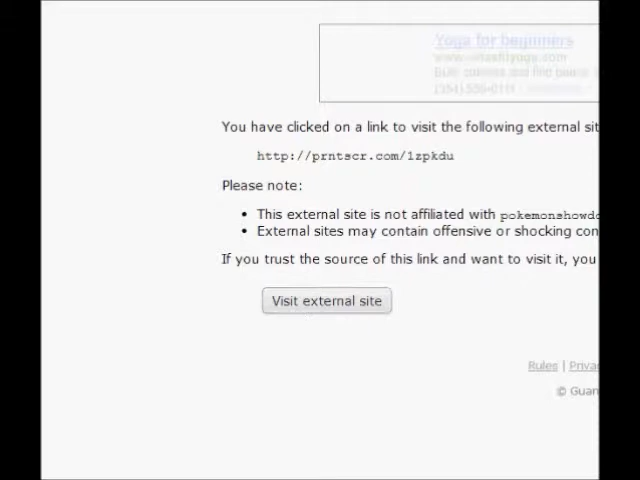 Yoga for beginners
You have clicked on a link to visit the following external sit
http://prntscr.com/1zpkdu
Please note:
• This external site is not affiliated with pokemonshowdo
• External sites may contain offensive or shocking con
If you trust the source of this link and want to visit it, you
Visit external site
Rules | Priva
© Guan